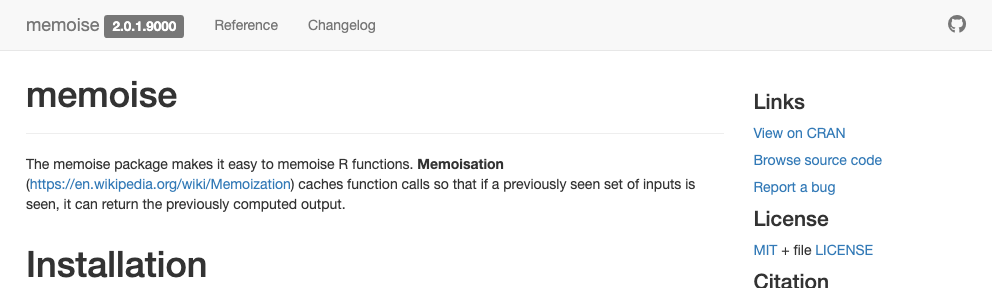 memoise 2.0.1.9000 Reference Changelog
memoise
The memoise package makes it easy to memoise R functions. Memoisation
(https://en.wikipedia.org/wiki/Memoization) caches function calls so that if a previously seen set of inputs is
seen, it can return the previously computed output.
Installation
Links
View on CRAN
Browse source code
Report a bug
License
MIT + file LICENSE
Citation